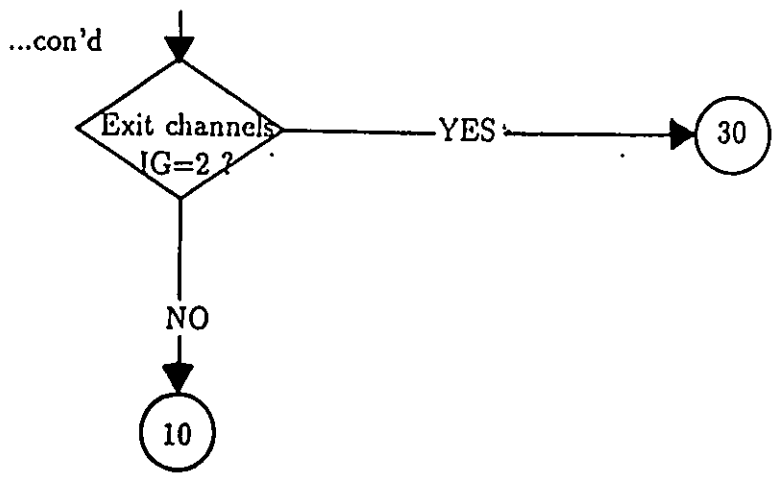 ...con'd
Exit channels
IG=2 ?
YES
30
NO
10